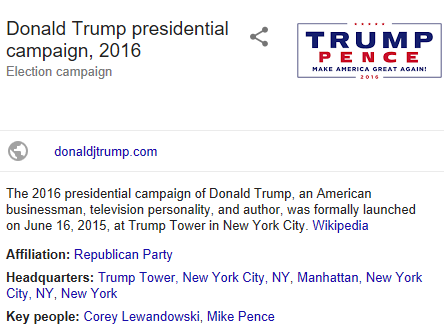 Donald Trump presidential
campaign, 2016
Election campaign
TRUMP
PENCE
MAKE AMERICA GREAT AGAIN!
2016
donaldjtrump.com
The 2016 presidential campaign of Donald Trump, an American
businessman, television personality, and author, was formally launched
on June 16, 2015, at Trump Tower in New York City. Wikipedia
Affiliation: Republican Party
Headquarters: Trump Tower, New York City, NY, Manhattan, New York
City, NY, New York
Key people: Corey Lewandowski, Mike Pence